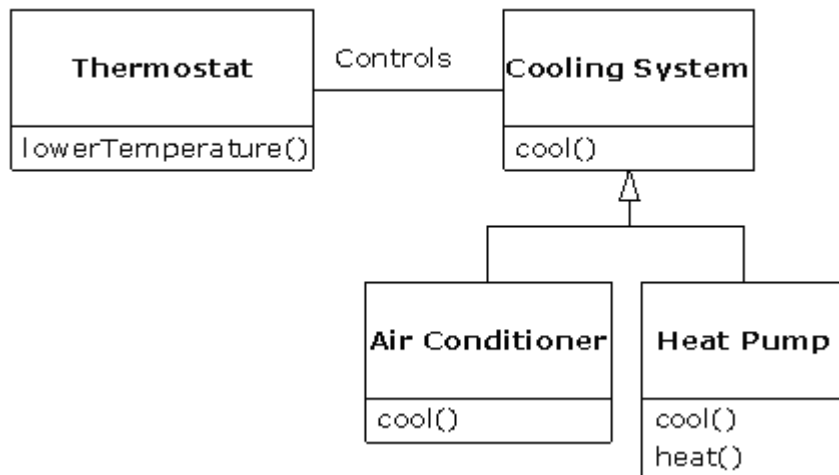 Thermostat
Controls
Cooling System
lowerTemperature()
cool()
Air Conditioner
Heat Pump
cool()
cool()
heat()